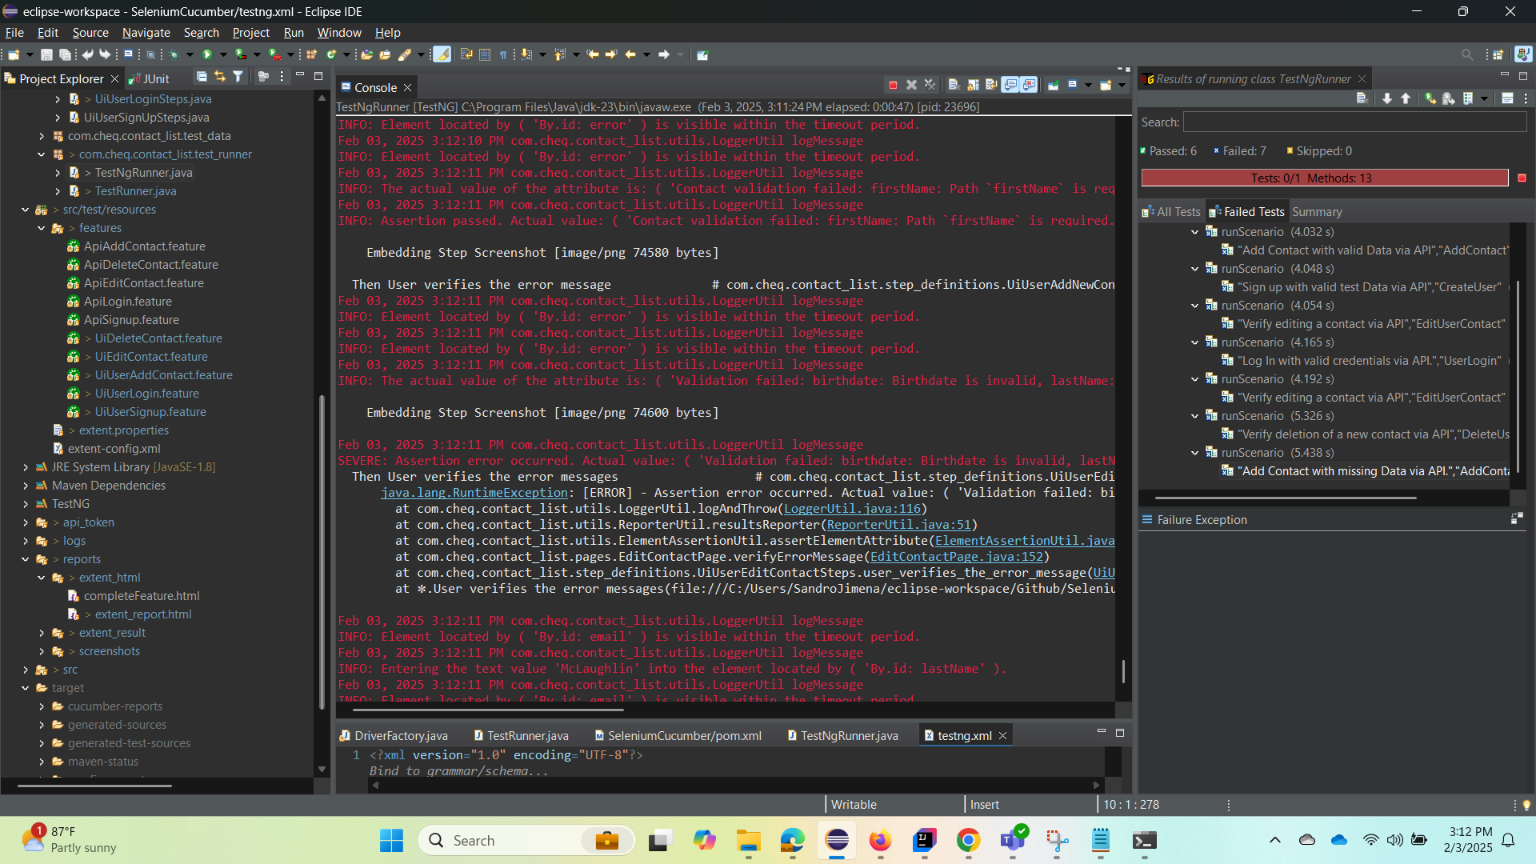 eclipse-workspace - SeleniumCucumber/testng.xml - Eclipse IDE
File Edit Source Navigate Search Project Run Window Help
Project Explorer
JUnit
> UiUserLoginSteps.java
UiUserSignUpSteps.java
com.cheq.contact_list.test_data
> com.cheq.contact_list.test_runner
> TestNgRunner.java
> TestRunner.java
> src/test/resources
> features
ApiAddContact.feature
ApiDeleteContact.feature
ApiEditContact.feature
ApiLogin.feature
ApiSignup.feature
> UiDeleteContact.feature
> UiEditContact.feature
> UiUserAddContact.feature
> UiUserLogin.feature
> UiUserSignup.feature
> extent.properties
extent-config.xml
JRE System Library [JavaSE-1.8]
Maven Dependencies
TestNG
> api_token
> logs
> reports
> extent_html
completeFeature.html
> extent_report.html
> extent_result
> screenshots
> src
target
cucumber-reports
generated-sources
generated-test-sources
maven-status
Console
TestNgRunner [TestNG] C:\Program Files\Java\jdk-23\bin\javaw.exe (Feb 3, 2025, 3:11:24 PM elapsed: 0:00:47) [pid: 23696]
INFO: Element located by ( 'By.id: error' ) is visible within the timeout period.
Feb 03, 2025 3:12:10 PM com.cheq.contact_list.utils.LoggerUtil logMessage
INFO: Element located by ( 'By.id: error' ) is visible within the timeout period.
Feb 03, 2025 3:12:11 PM com.cheq.contact_list.utils.LoggerUtil logMessage
INFO: The actual value of the attribute is: ( 'Contact validation failed: firstName: Path `firstName` is req
Feb 03, 2025 3:12:11 PM com.cheq.contact_list.utils.LoggerUtil logMessage
INFO: Assertion passed. Actual value: ( 'Contact validation failed: firstName: Path `firstName` is required.
Embedding Step Screenshot [image/png 74580 bytes]
Then User verifies the error message # com.cheq.contact_list.step_definitions.UiUserAddNewCon
Feb 03, 2025 3:12:11 PM com.cheq.contact_list.utils.LoggerUtil logMessage
INFO: Element located by ( 'By.id: error' ) is visible within the timeout period.
Feb 03, 2025 3:12:11 PM com.cheq.contact_list.utils.LoggerUtil logMessage
INFO: Element located by ( 'By.id: error' ) is visible within the timeout period.
Feb 03, 2025 3:12:11 PM com.cheq.contact_list.utils.LoggerUtil logMessage
INFO: The actual value of the attribute is: ( 'Validation failed: birthdate: Birthdate is invalid, lastName:
Embedding Step Screenshot [image/png 74600 bytes]
Feb 03, 2025 3:12:11 PM com.cheq.contact_list.utils.LoggerUtil logMessage
SEVERE: Assertion error occurred. Actual value: ( 'Validation failed: birthdate: Birthdate is invalid, lastN
Then User verifies the error messages # com.cheq.contact_list.step_definitions.UiUserEdi
java.lang.RuntimeException: [ERROR] - Assertion error occurred. Actual value: ( 'Validation failed: bi
at com.cheq.contact_list.utils.LoggerUtil.logAndThrow(LoggerUtil.java:116)
at com.cheq.contact_list.utils.ReporterUtil.resultsReporter(ReporterUtil.java:51)
at com.cheq.contact_list.utils.ElementAssertionUtil.assertElementAttribute(ElementAssertionUtil.java
at com.cheq.contact_list.pages.EditContactPage.verifyErrorMessage(EditContactPage.java:152)
at com.cheq.contact_list.step_definitions.UiUserEditContactSteps.user_verifies_the_error_message(UiU
at *.User verifies the error messages(file:///C:/Users/SandroJimena/eclipse-workspace/Github/Seleniu
Feb 03, 2025 3:12:11 PM com.cheq.contact_list.utils.LoggerUtil logMessage
INFO: Element located by ( 'By.id: email' ) is visible within the timeout period.
Feb 03, 2025 3:12:11 PM com.cheq.contact_list.utils.LoggerUtil logMessage
INFO: Entering the text value 'McLaughlin' into the element located by ( 'By.id: lastName' ).
Feb 03, 2025 3:12:11 PM com.cheq.contact_list.utils.LoggerUtil logMessage
INFO: Element located by ( 'By.id: email' ) is visible within the timeout period.
DriverFactory.java
TestRunner.java
SeleniumCucumber/pom.xml
TestNgRunner.java
testng.xml
1 <?xml version="1.0" encoding="UTF-8"?>
Bind to grammar/schema...
Results of running class TestNgRunner
Search:
Passed: 6 Failed: 7 Skipped: 0
Tests: 0/1 Methods: 13
All Tests Failed Tests Summary
runScenario (4.032 s)
"Add Contact with valid Data via API","AddContact"
runScenario (4.048 s)
"Sign up with valid test Data via API","CreateUser"
runScenario (4.054 s)
"Verify editing a contact via API","EditUserContact"
runScenario (4.165 s)
"Log In with valid credentials via API.","UserLogin"
runScenario (4.192 s)
"Verify editing a contact via API","EditUserContact"
runScenario (5.326 s)
"Verify deletion of a new contact via API","DeleteUs
runScenario (5.438 s)
"Add Contact with missing Data via API.","AddConta
Failure Exception
Writable
Insert
10 : 1 : 278
1
87°F
Partly sunny
Search
3:12 PM
2/3/2025